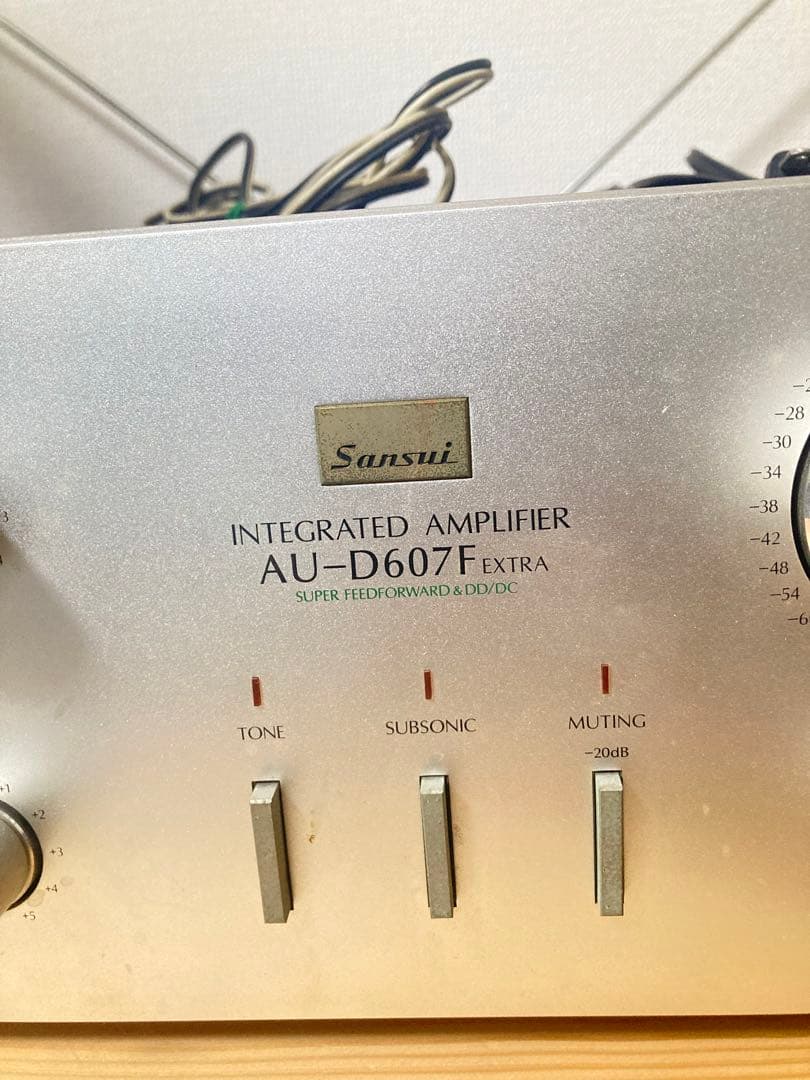 Sansui
INTEGRATED AMPLIFIER
AU-D607F EXTRA
SUPER FEEDFORWARD & DD/DC
-28
-30
-34
-38
-42
-48
-54
3
TONE
SUBSONIC
MUTING
-20dB
+1
+2
+3
+4
+5